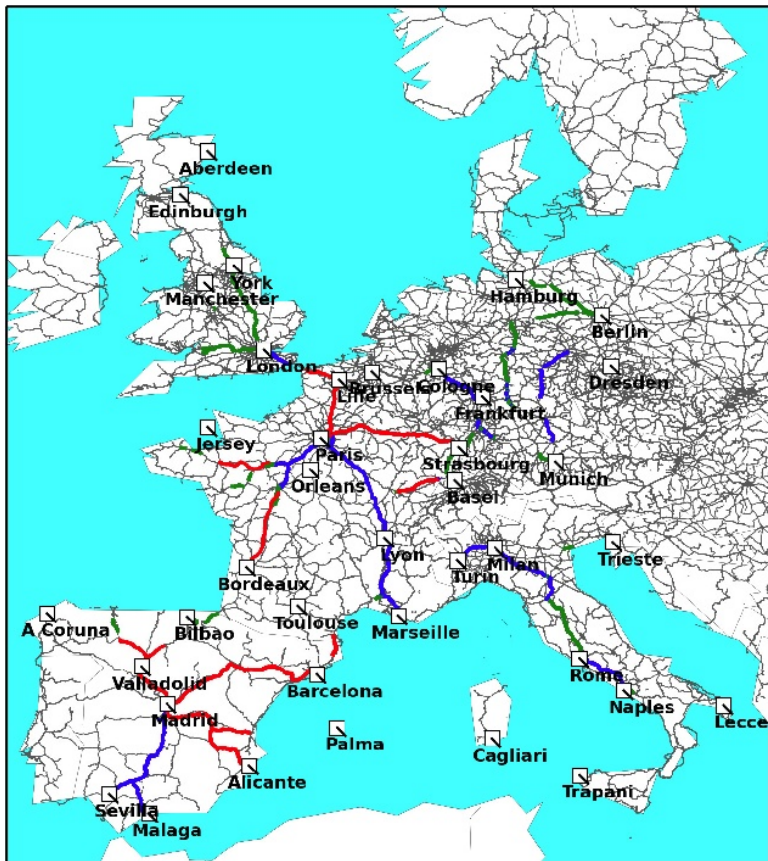 Aberdeen
Edinburgh
York
Manchester
Hamburg
Berlin
London
Lille
Brussels
Cologne
Dresden
Frankfurt
Jersey
Paris
Strasbourg
Orleans
Basel
Munich
Lyon
Turin
Milan
Trieste
Bordeaux
Toulouse
Marseille
A Coruna
Bilbao
Valladolid
Barcelona
Rome
Madrid
Naples
Lecce
Palma
Cagliari
Alicante
Trapani
Sevilla
Malaga